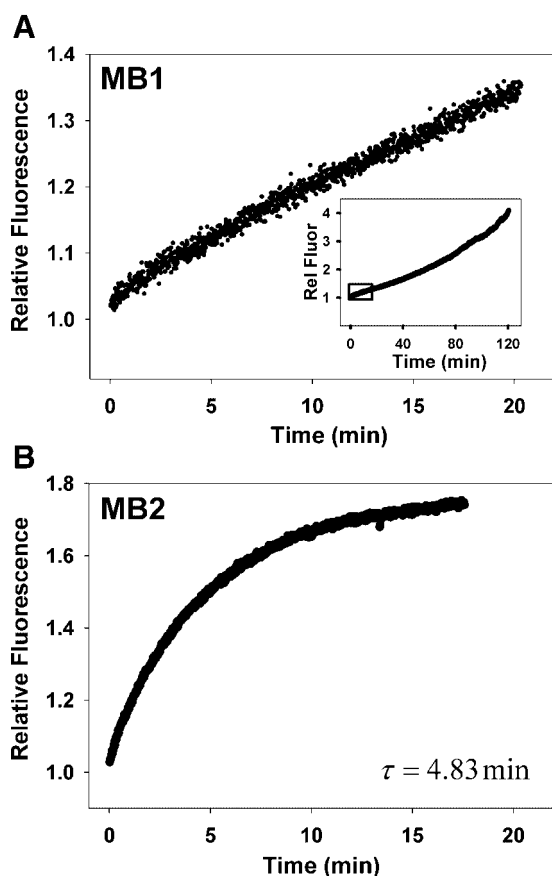 A
MB1
Relative Fluorescence
1.4
1.3
1.2
1.1
1.0
Rel Fluor
4
3
2
1
0 40 80 120
Time (min)
0 5 10 15 20
Time (min)
B
MB2
Relative Fluorescence
1.8
1.6
1.4
1.2
1.0
τ = 4.83 min
0 5 10 15 20
Time (min)